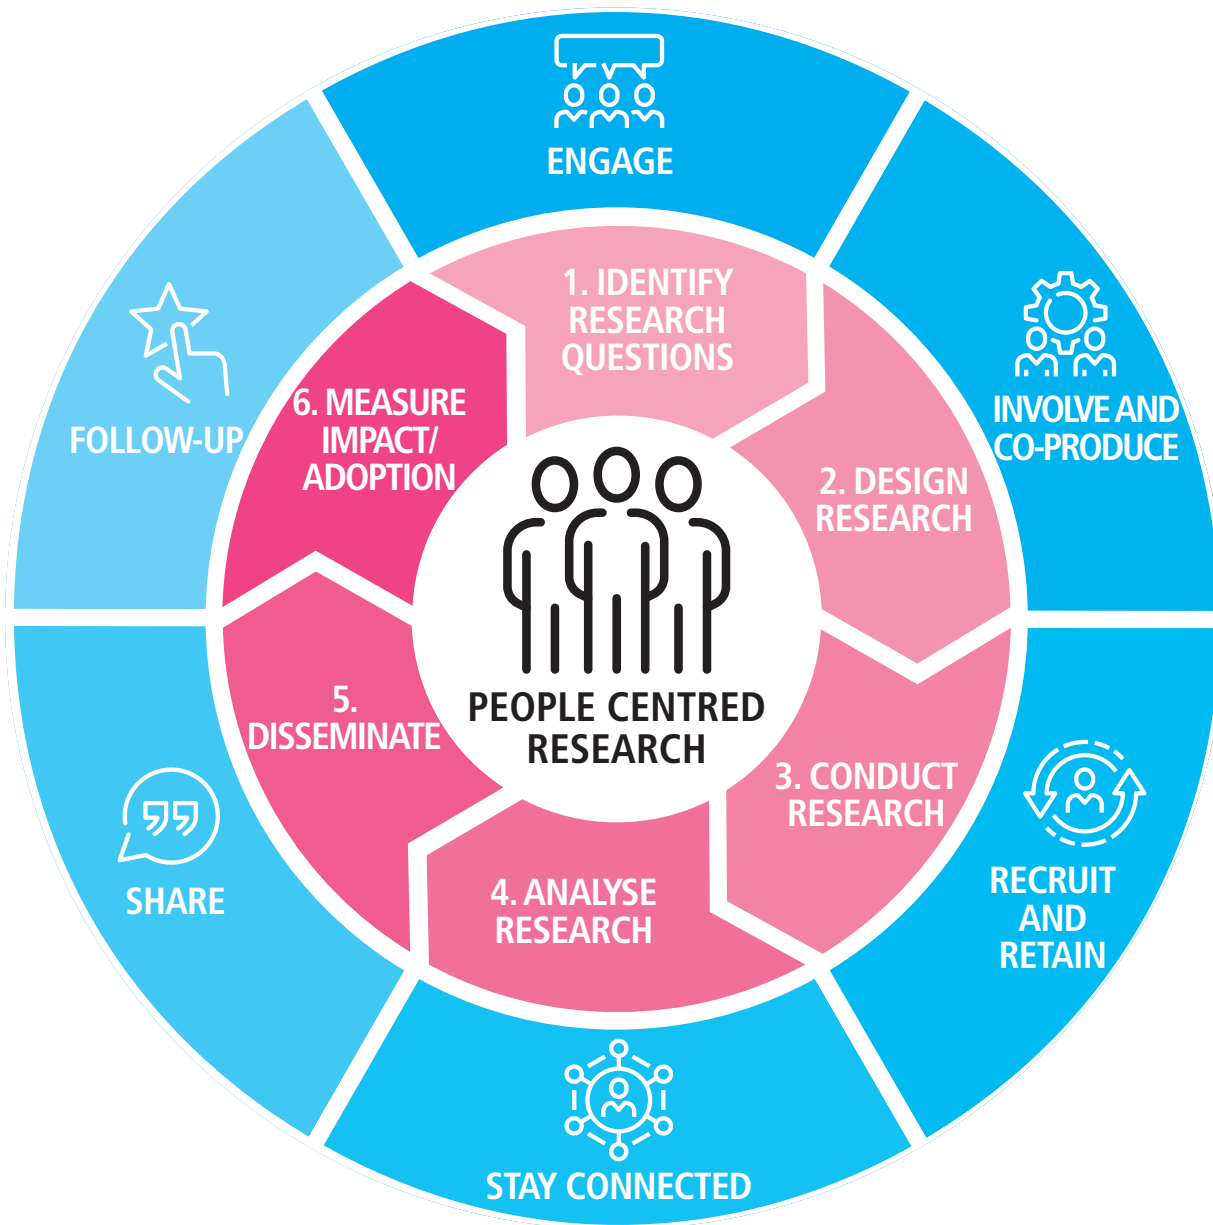 ENGAGE
INVOLVE AND
CO-PRODUCE
RECRUIT
AND
RETAIN
STAY CONNECTED
SHARE
FOLLOW-UP
1. IDENTIFY
RESEARCH
QUESTIONS
2. DESIGN
RESEARCH
3. CONDUCT
RESEARCH
4. ANALYSE
RESEARCH
5.
DISSEMINATE
6. MEASURE
IMPACT/
ADOPTION
PEOPLE CENTRED
RESEARCH